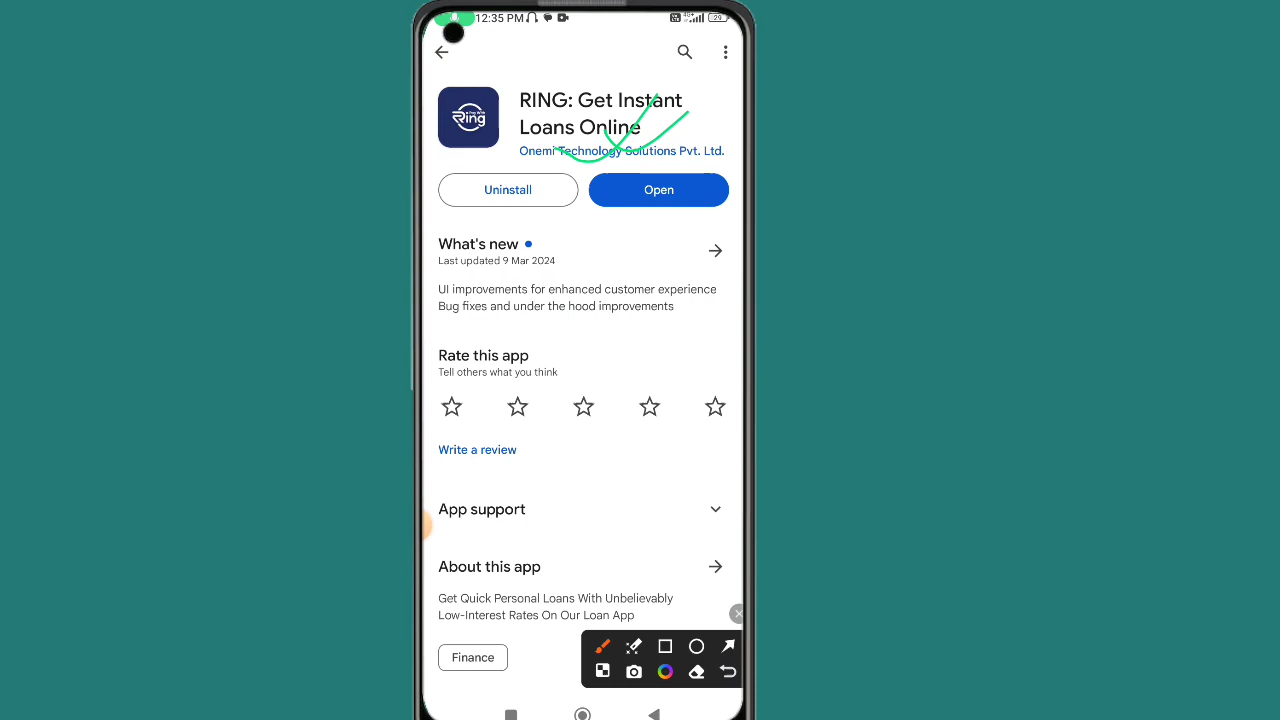 12:35 PM
4G+
29
RING: Get Instant
Loans Online
Ring
Onemi Technology Solutions Pvt. Ltd.
Uninstall
Open
What's new
Last updated 9 Mar 2024
UI improvements for enhanced customer experience
Bug fixes and under the hood improvements
Rate this app
Tell others what you think
Write a review
App support
About this app
Get Quick Personal Loans With Unbelievably
Low-Interest Rates On Our Loan App
Finance